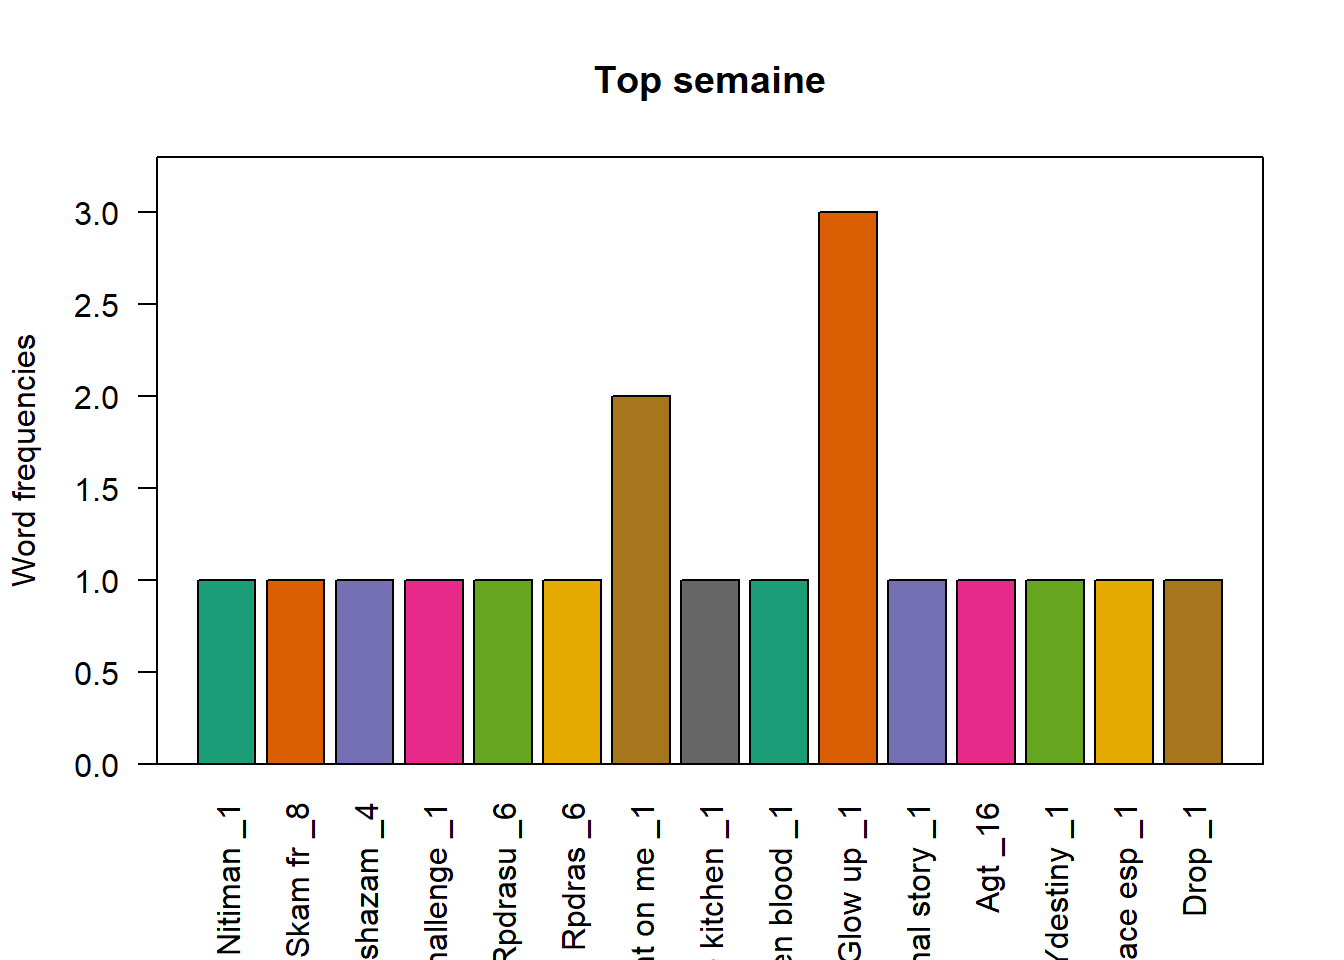 Top semaine
Word frequencies
3.0
2.5
2.0
1.5
1.0
0.5
0.0
Nitiman _1
Skam fr _8
shazam _4
hallenge _1
Rpdrasu _6
Rpdras _6
at on me _1
kitchen _1
en blood _1
Glow up _1
nal story _1
Agt _16
Ydestiny _1
ace esp _1
Drop _1